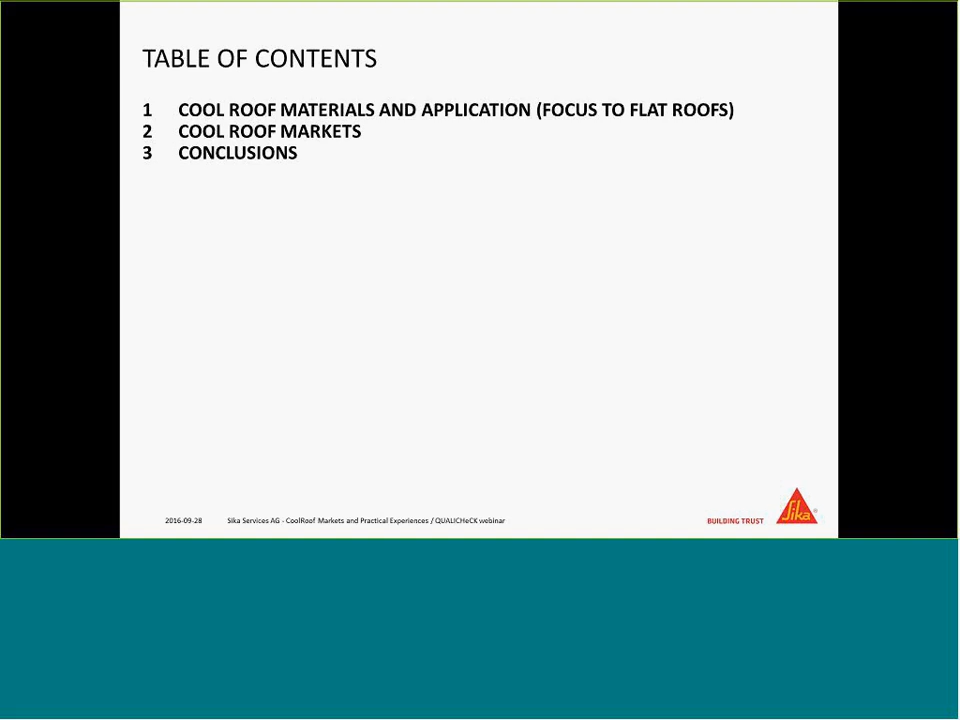 TABLE OF CONTENTS
1 COOL ROOF MATERIALS AND APPLICATION (FOCUS TO FLAT ROOFS)
2 COOL ROOF MARKETS
3 CONCLUSIONS
2016-09-28 Sika Services AG - CoolRoof Markets and Practical Experiences / QUALICHeCK webinar
BUILDING TRUST Sika®